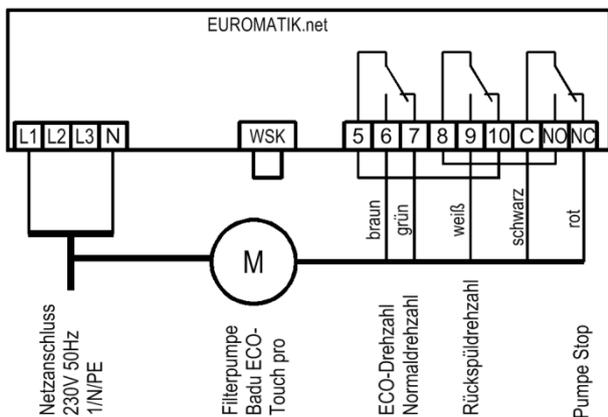 EUROMATIK.net
L1 L2 L3 N
WSK
5 6 7 8 9 10 C NO NC
braun
grün
weiß
schwarz
rot
M
Netzanschluss
230V 50Hz
1/N/PE
Filterpumpe
Badu ECO-
Touch pro
ECO-Drehzahl
Normaldrehzahl
Rückspüldrehzahl
Pumpe Stop